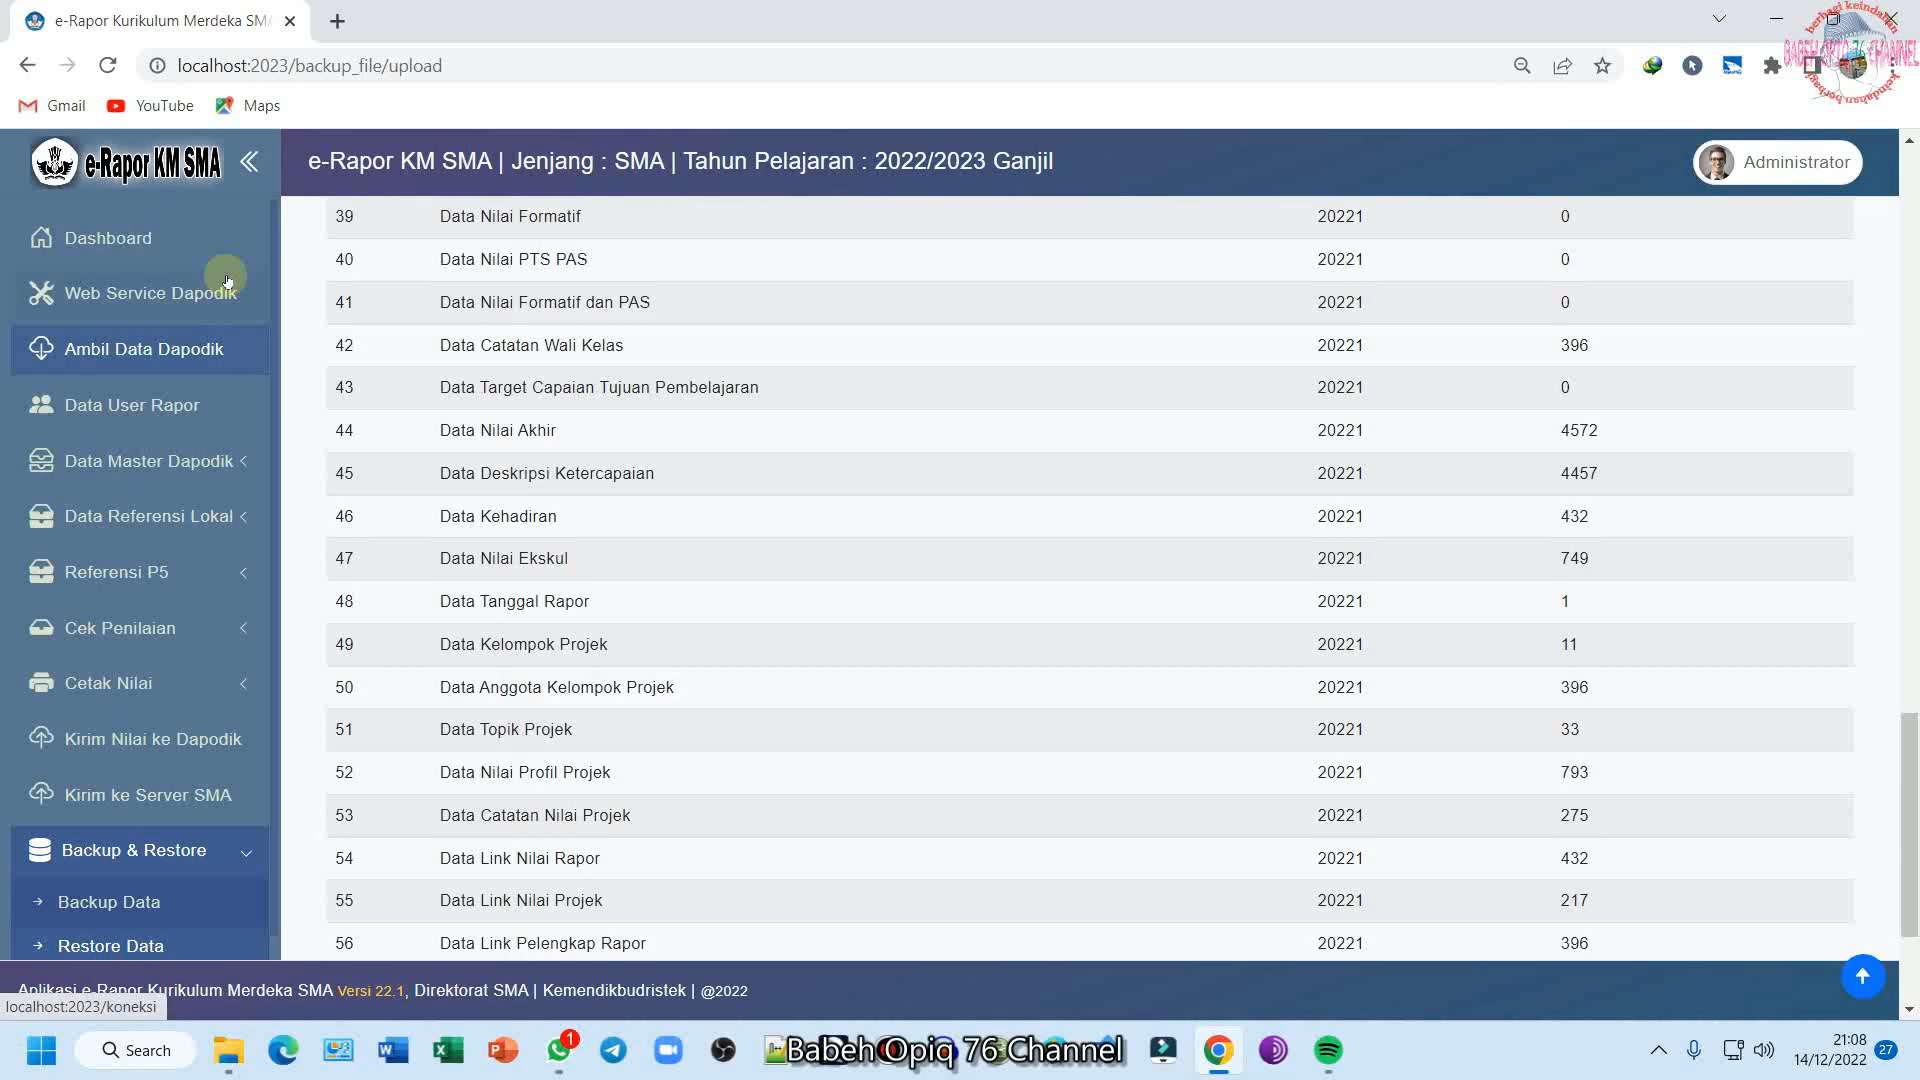 e-Rapor Kurikulum Merdeka SMA
berbagi keindahan
BABEH OPIQ 76 CHANNEL
keindahan berbagi
localhost:2023/backup_file/upload
Gmail YouTube Maps
e-Rapor KM SMA
e-Rapor KM SMA | Jenjang : SMA | Tahun Pelajaran : 2022/2023 Ganjil
Administrator
Dashboard
Web Service Dapodik
Ambil Data Dapodik
Data User Rapor
Data Master Dapodik
Data Referensi Lokal
Referensi P5
Cek Penilaian
Cetak Nilai
Kirim Nilai ke Dapodik
Kirim ke Server SMA
Backup & Restore
Backup Data
Restore Data
39 Data Nilai Formatif 20221 0
40 Data Nilai PTS PAS 20221 0
41 Data Nilai Formatif dan PAS 20221 0
42 Data Catatan Wali Kelas 20221 396
43 Data Target Capaian Tujuan Pembelajaran 20221 0
44 Data Nilai Akhir 20221 4572
45 Data Deskripsi Ketercapaian 20221 4457
46 Data Kehadiran 20221 432
47 Data Nilai Ekskul 20221 749
48 Data Tanggal Rapor 20221 1
49 Data Kelompok Projek 20221 11
50 Data Anggota Kelompok Projek 20221 396
51 Data Topik Projek 20221 33
52 Data Nilai Profil Projek 20221 793
53 Data Catatan Nilai Projek 20221 275
54 Data Link Nilai Rapor 20221 432
55 Data Link Nilai Projek 20221 217
56 Data Link Pelengkap Rapor 20221 396
Aplikasi e-Rapor Kurikulum Merdeka SMA Versi 22.1, Direktorat SMA | Kemendikbudristek | @2022
localhost:2023/koneksi
Search
1
Babeh Opiq 76 Channel
21:08
14/12/2022
27